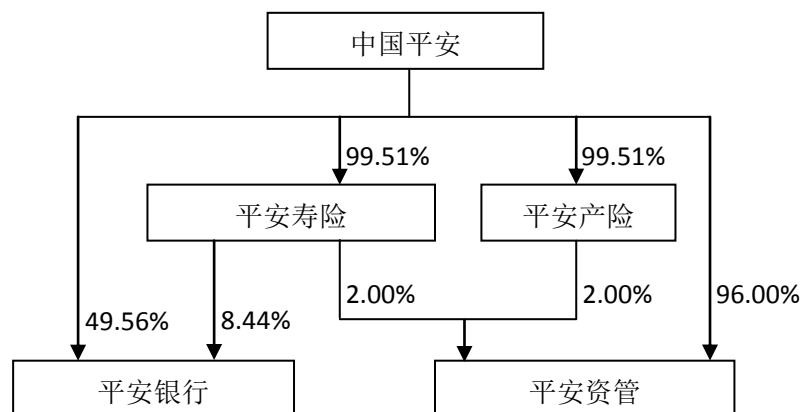 中国平安
99.51%
99.51%
平安寿险
平安产险
2.00%
2.00%
96.00%
49.56%
8.44%
平安银行
平安资管